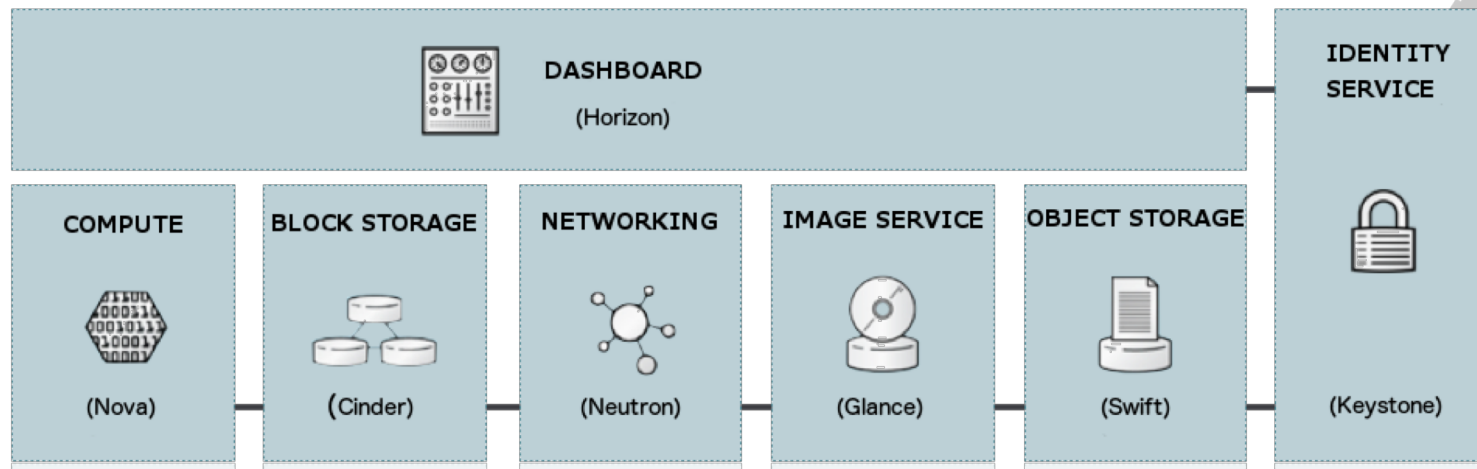 DASHBOARD
(Horizon)
IDENTITY
SERVICE
(Keystone)
COMPUTE
(Nova)
BLOCK STORAGE
(Cinder)
NETWORKING
(Neutron)
IMAGE SERVICE
(Glance)
OBJECT STORAGE
(Swift)